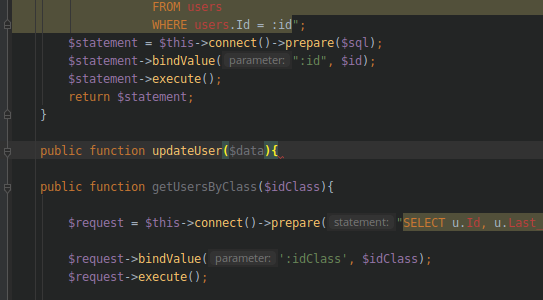 FROM users
WHERE users.Id = :id";
$statement = $this->connect()->prepare($sql);
$statement->bindValue( parameter: ":id", $id);
$statement->execute();
return $statement;
}
public function updateUser($data){
public function getUsersByClass($idClass){
$request = $this->connect()->prepare( statement: "SELECT u.Id, u.Last
$request->bindValue( parameter: ':idClass', $idClass);
$request->execute();